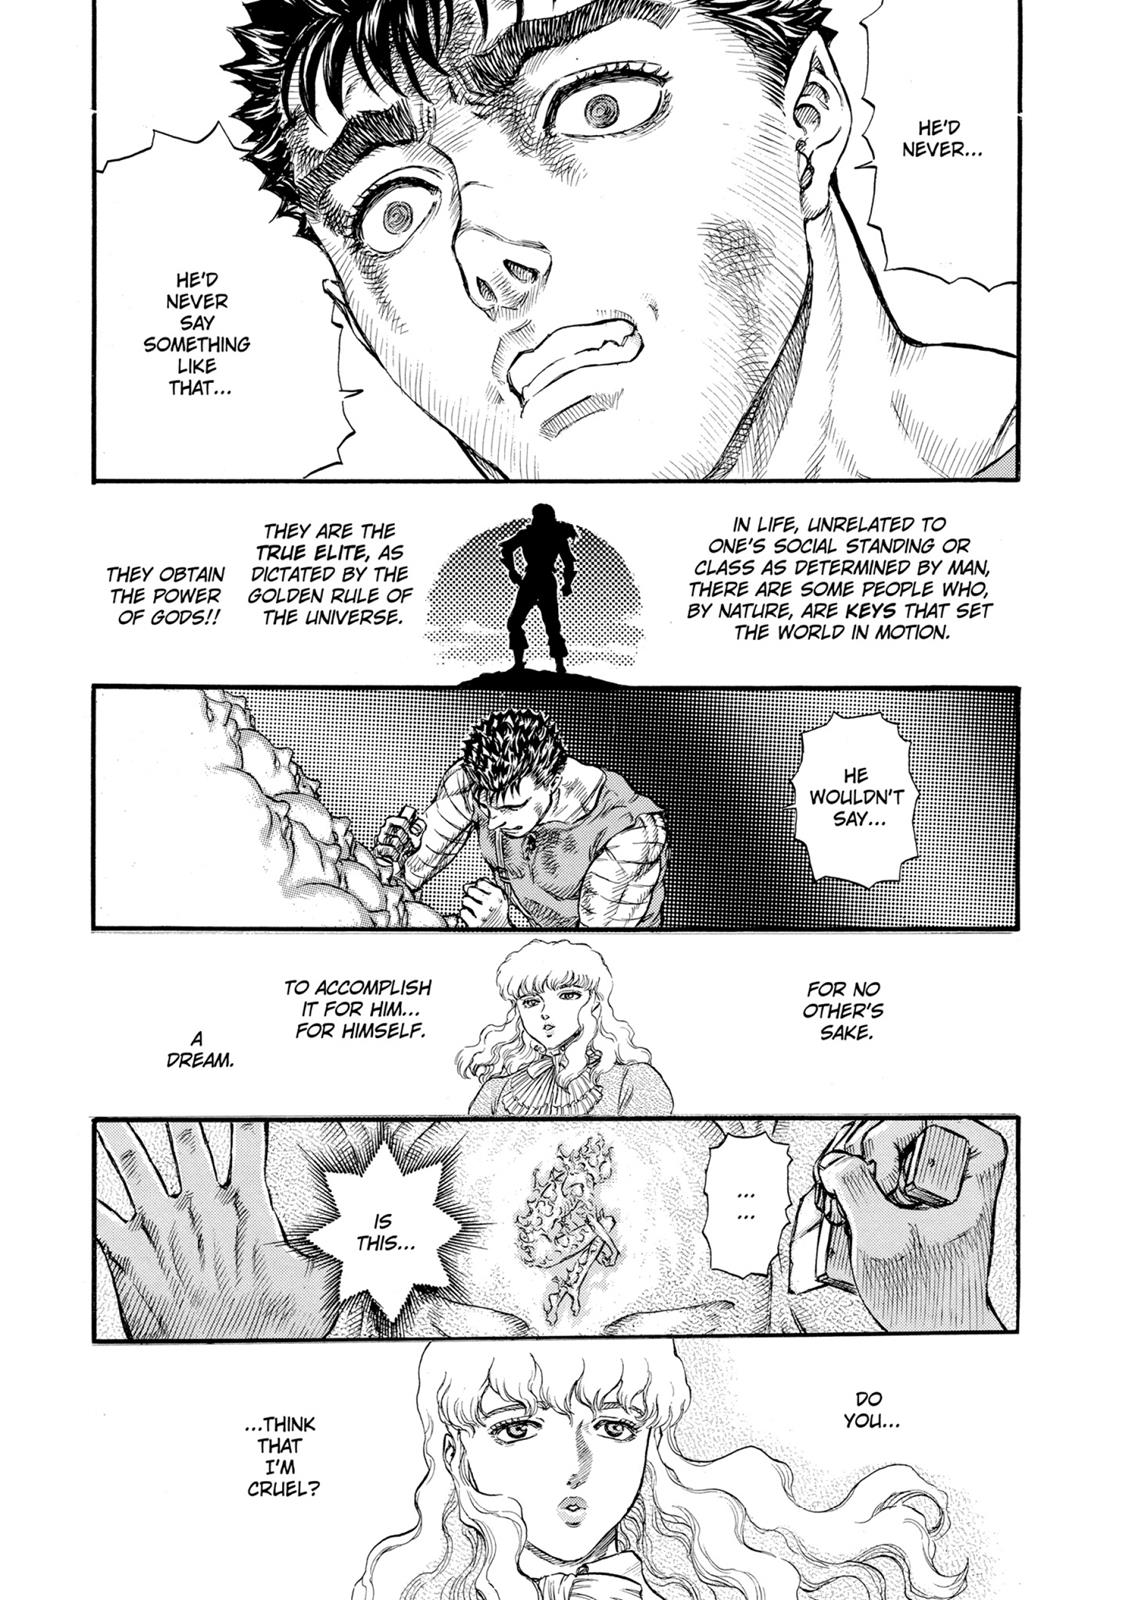 HE'D
NEVER...
HE'D
NEVER
SAY
SOMETHING
LIKE
THAT...
IN LIFE, UNRELATED TO
ONE'S SOCIAL STANDING OR
CLASS AS DETERMINED BY MAN,
THERE ARE SOME PEOPLE WHO,
BY NATURE, ARE KEYS THAT SET
THE WORLD IN MOTION.
THEY ARE THE
TRUE ELITE, AS
DICTATED BY THE
GOLDEN RULE OF
THE UNIVERSE.
THEY OBTAIN
THE POWER
OF GODS!!
HE
WOULDN'T
SAY...
FOR NO
OTHER'S
SAKE.
TO ACCOMPLISH
IT FOR HIM...
FOR HIMSELF.
A
DREAM.
...
...
IS
THIS...
DO
YOU...
...THINK
THAT
I'M
CRUEL?